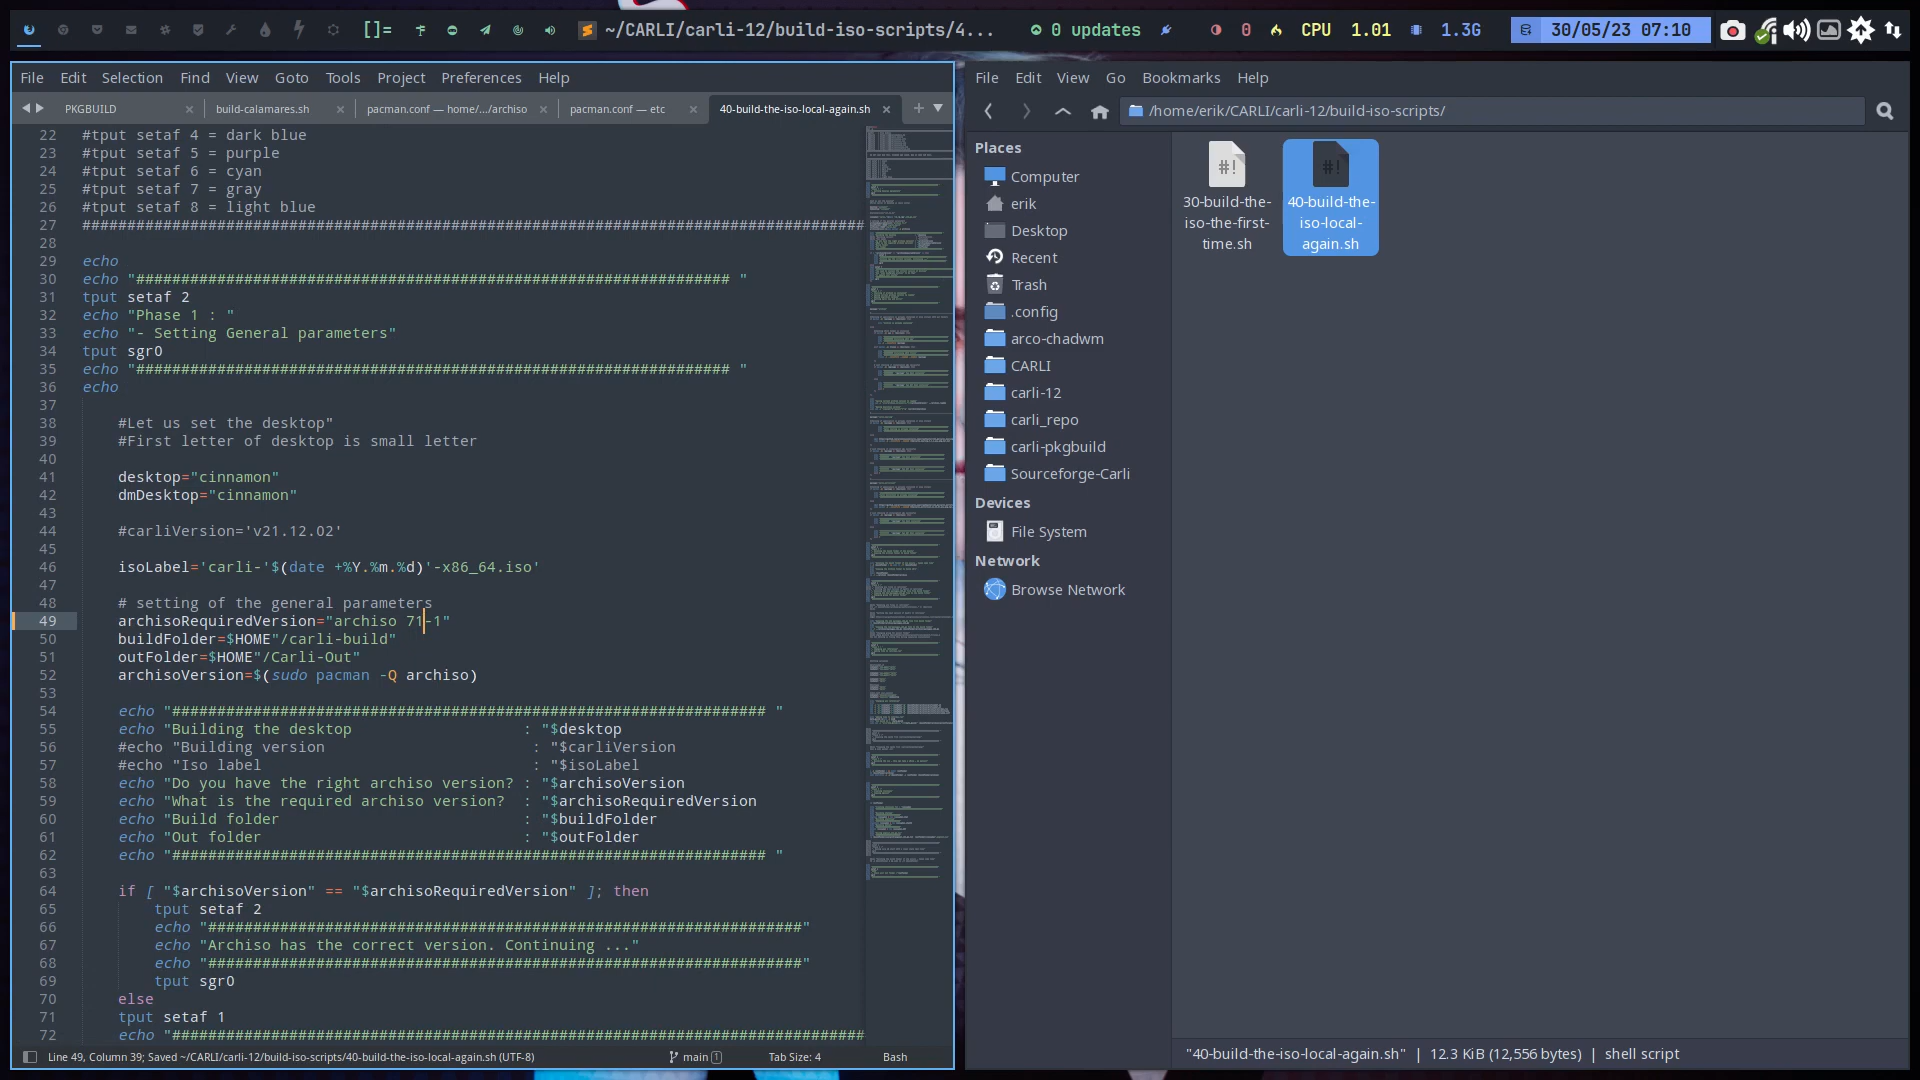 []=
~/CARLI/carli-12/build-iso-scripts/4...
0 updates
0
CPU 1.01
1.3G
30/05/23 07:10
File Edit Selection Find View Goto Tools Project Preferences Help
PKGBUILD
build-calamares.sh
pacman.conf — home/.../archiso
pacman.conf — etc
40-build-the-iso-local-again.sh
22 #tput setaf 4 = dark blue
23 #tput setaf 5 = purple
24 #tput setaf 6 = cyan
25 #tput setaf 7 = gray
26 #tput setaf 8 = light blue
27 ######################################################################################
28
29 echo
30 echo "################################################################## "
31 tput setaf 2
32 echo "Phase 1 : "
33 echo "- Setting General parameters"
34 tput sgr0
35 echo "################################################################## "
36 echo
37
38 #Let us set the desktop"
39 #First letter of desktop is small letter
40
41 desktop="cinnamon"
42 dmDesktop="cinnamon"
43
44 #carliVersion='v21.12.02'
45
46 isoLabel='carli-'$(date +%Y.%m.%d)'-x86_64.iso'
47
48 # setting of the general parameters
49 archisoRequiredVersion="archiso 71-1"
50 buildFolder=$HOME"/carli-build"
51 outFolder=$HOME"/Carli-Out"
52 archisoVersion=$(sudo pacman -Q archiso)
53
54 echo "################################################################## "
55 echo "Building the desktop : "$desktop
56 #echo "Building version : "$carliVersion
57 #echo "Iso label : "$isoLabel
58 echo "Do you have the right archiso version? : "$archisoVersion
59 echo "What is the required archiso version? : "$archisoRequiredVersion
60 echo "Build folder : "$buildFolder
61 echo "Out folder : "$outFolder
62 echo "################################################################## "
63
64 if [ "$archisoVersion" == "$archisoRequiredVersion" ]; then
65 tput setaf 2
66 echo "##################################################################"
67 echo "Archiso has the correct version. Continuing ..."
68 echo "##################################################################"
69 tput sgr0
70 else
71 tput setaf 1
72 echo "#############################################################################
Line 49, Column 39; Saved ~/CARLI/carli-12/build-iso-scripts/40-build-the-iso-local-again.sh (UTF-8)
main 1
Tab Size: 4
Bash
File Edit View Go Bookmarks Help
/home/erik/CARLI/carli-12/build-iso-scripts/
Places
Computer
erik
Desktop
Recent
Trash
.config
arco-chadwm
CARLI
carli-12
carli_repo
carli-pkgbuild
Sourceforge-Carli
Devices
File System
Network
Browse Network
#!
30-build-the-
iso-the-first-
time.sh
#!
40-build-the-
iso-local-
again.sh
"40-build-the-iso-local-again.sh" | 12.3 KiB (12,556 bytes) | shell script